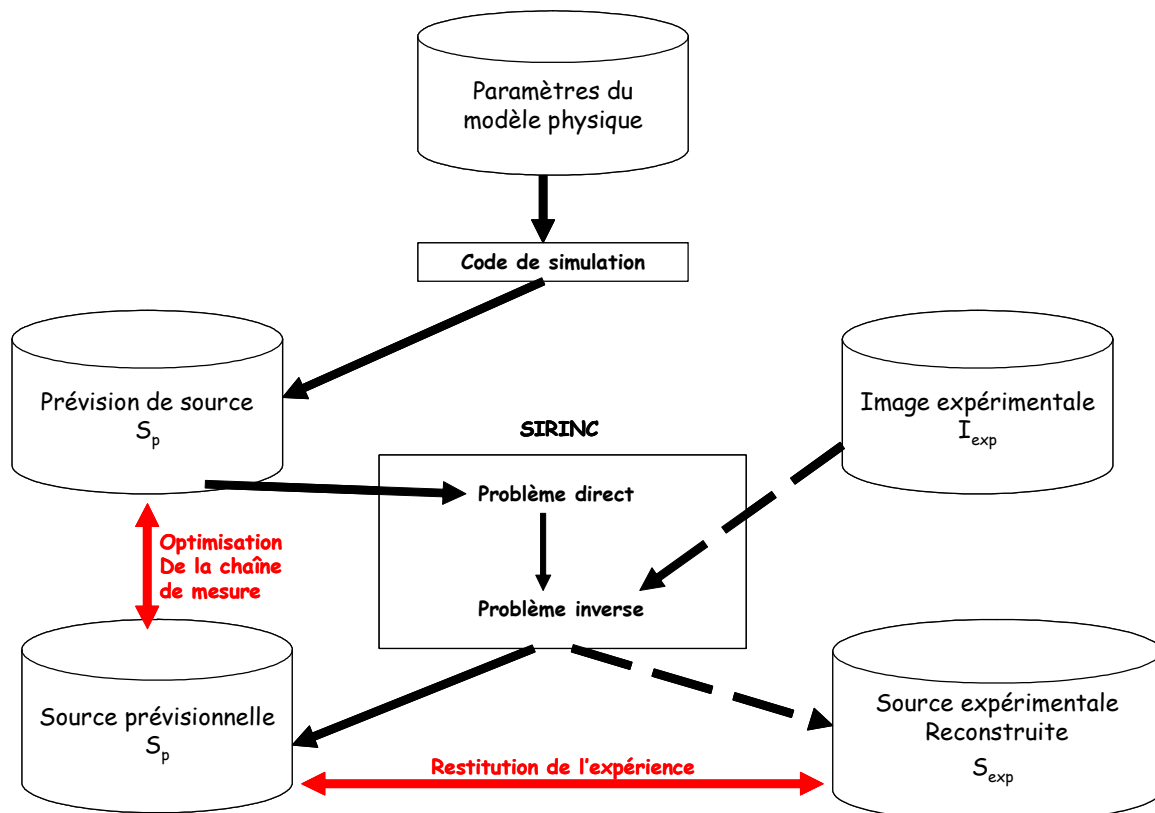 Paramètres du
modèle physique
Code de simulation
Prévision de source
Sp
Image expérimentale
Iexp
SIRINC
Problème direct
Optimisation
De la chaîne
de mesure
Problème inverse
Source prévisionnelle
Sp
Source expérimentale
Reconstruite
Sexp
Restitution de l'expérience